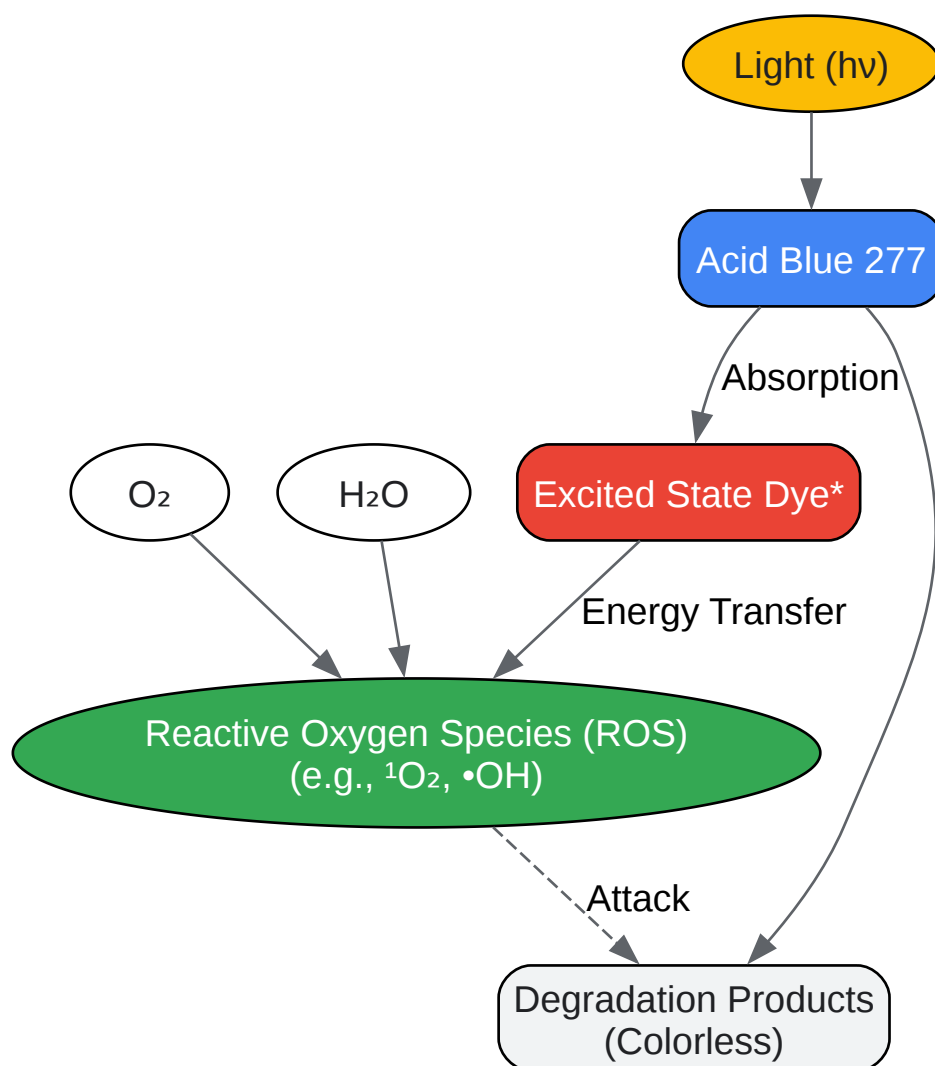 Light (hν)
Acid Blue 277
Absorption
O₂
H₂O
Excited State Dye*
Energy Transfer
Reactive Oxygen Species (ROS)
(e.g., ¹O₂, •OH)
Attack
Degradation Products
(Colorless)